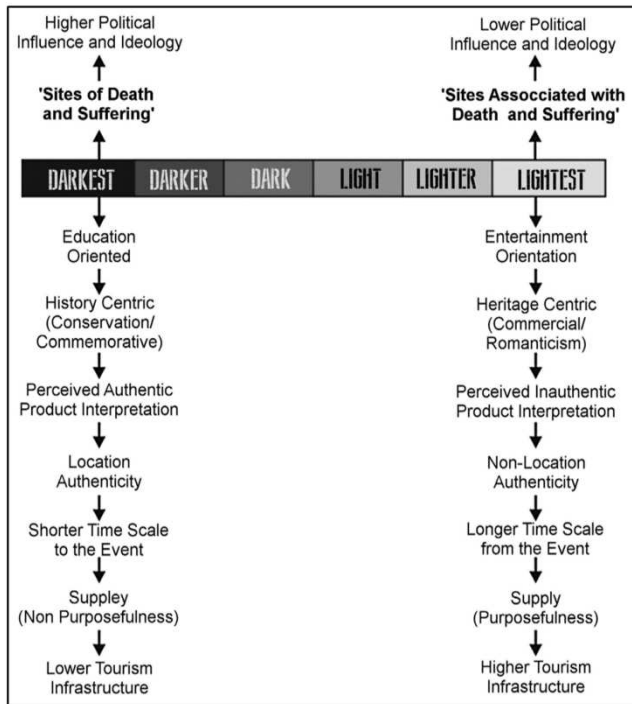 Higher Political
Influence and Ideology
Lower Political
Influence and Ideology
'Sites of Death
and Suffering'
'Sites Assocciated with
Death and Suffering'
DARKEST DARKER DARK LIGHT LIGHTER LIGHTEST
Education
Oriented
Entertainment
Orientation
History Centric
(Conservation/
Commemorative)
Heritage Centric
(Commercial/
Romanticism)
Perceived Authentic
Product Interpretation
Perceived Inauthentic
Product Interpretation
Location
Authenticity
Non-Location
Authenticity
Shorter Time Scale
to the Event
Longer Time Scale
from the Event
Suppley
(Non Purposefulness)
Supply
(Purposefulness)
Lower Tourism
Infrastructure
Higher Tourism
Infrastructure